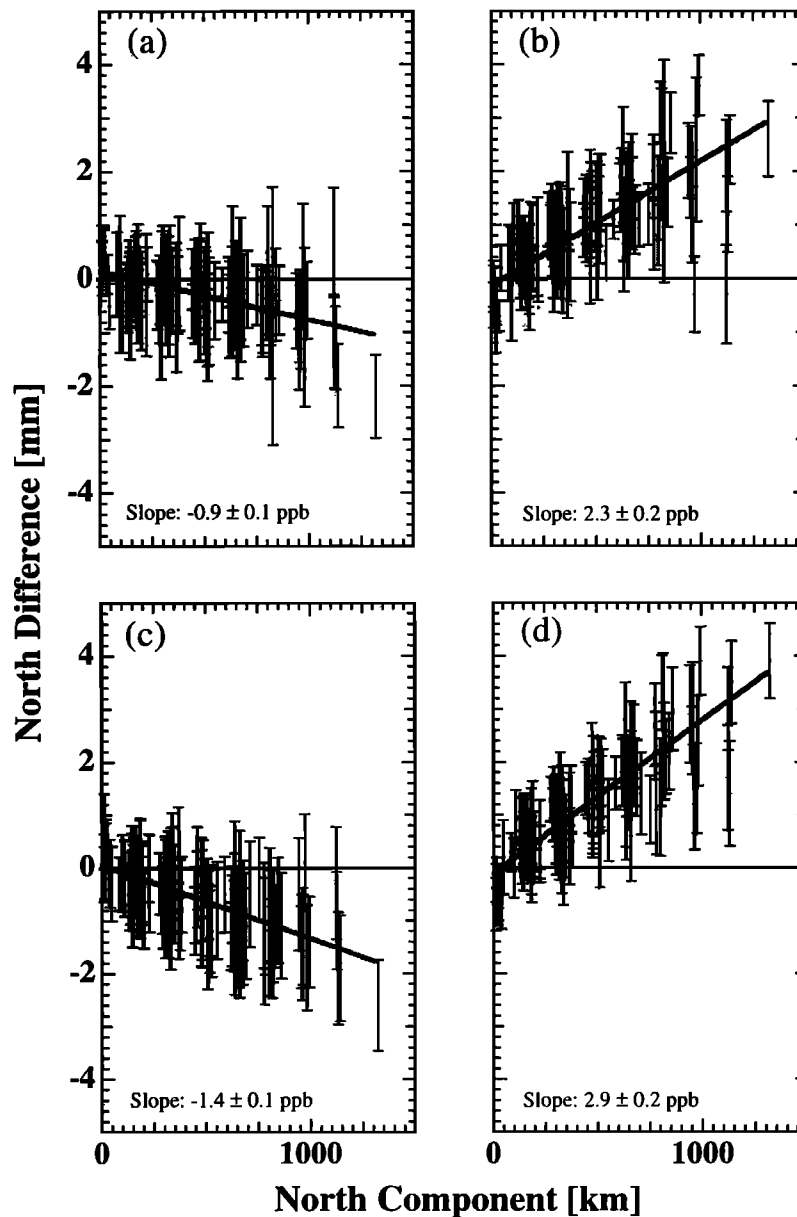 (a)
(b)
4
2
0
-2
-4
Slope: -0.9 ± 0.1 ppb
Slope: 2.3 ± 0.2 ppb
North Difference [mm]
(c)
(d)
4
2
0
-2
-4
Slope: -1.4 ± 0.1 ppb
Slope: 2.9 ± 0.2 ppb
0 1000 0 1000
North Component [km]